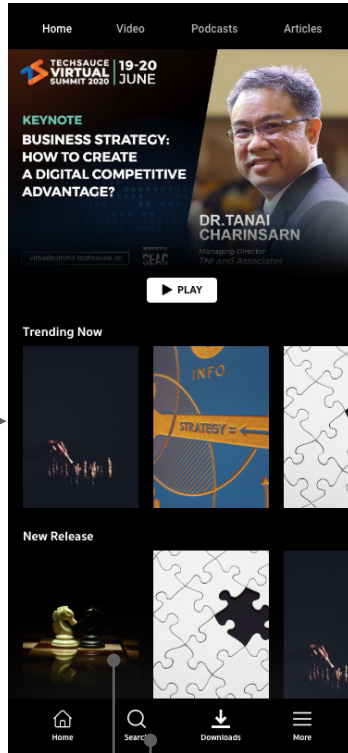 Home Video Podcasts Articles
TECHSAUCE
VIRTUAL
SUMMIT 2020
19-20
JUNE
KEYNOTE
BUSINESS STRATEGY:
HOW TO CREATE
A DIGITAL COMPETITIVE
ADVANTAGE?
DR.TANAI
CHARINSARN
Managing Director
TNI and Associates
virtualsummit.techsauce.co
SEAC
PLAY
Trending Now
INFO
STRATEGY =
New Release
Home Search Downloads More